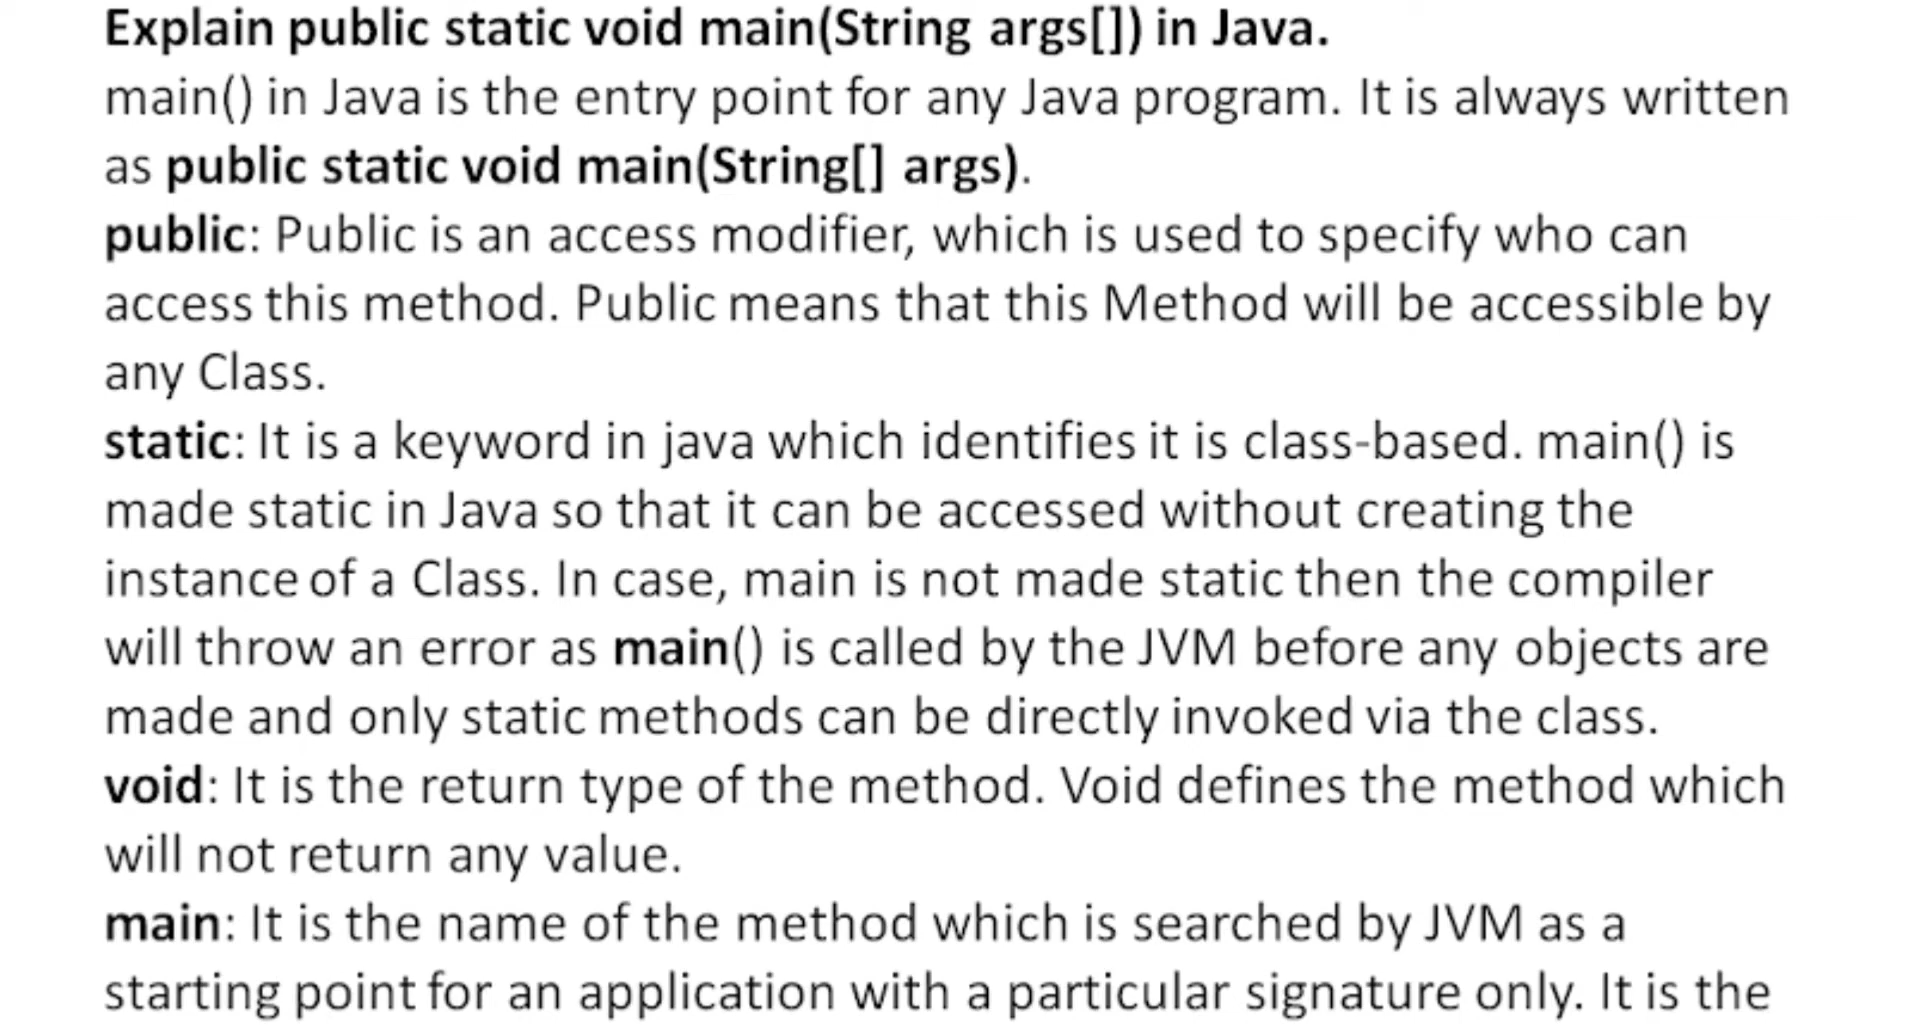 Explain public static void main(String args[]) in Java.
main() in Java is the entry point for any Java program. It is always written
as public static void main(String[] args).
public: Public is an access modifier, which is used to specify who can
access this method. Public means that this Method will be accessible by
any Class.
static: It is a keyword in java which identifies it is class-based. main() is
made static in Java so that it can be accessed without creating the
instance of a Class. In case, main is not made static then the compiler
will throw an error as main() is called by the JVM before any objects are
made and only static methods can be directly invoked via the class.
void: It is the return type of the method. Void defines the method which
will not return any value.
main: It is the name of the method which is searched by JVM as a
starting point for an application with a particular signature only. It is the